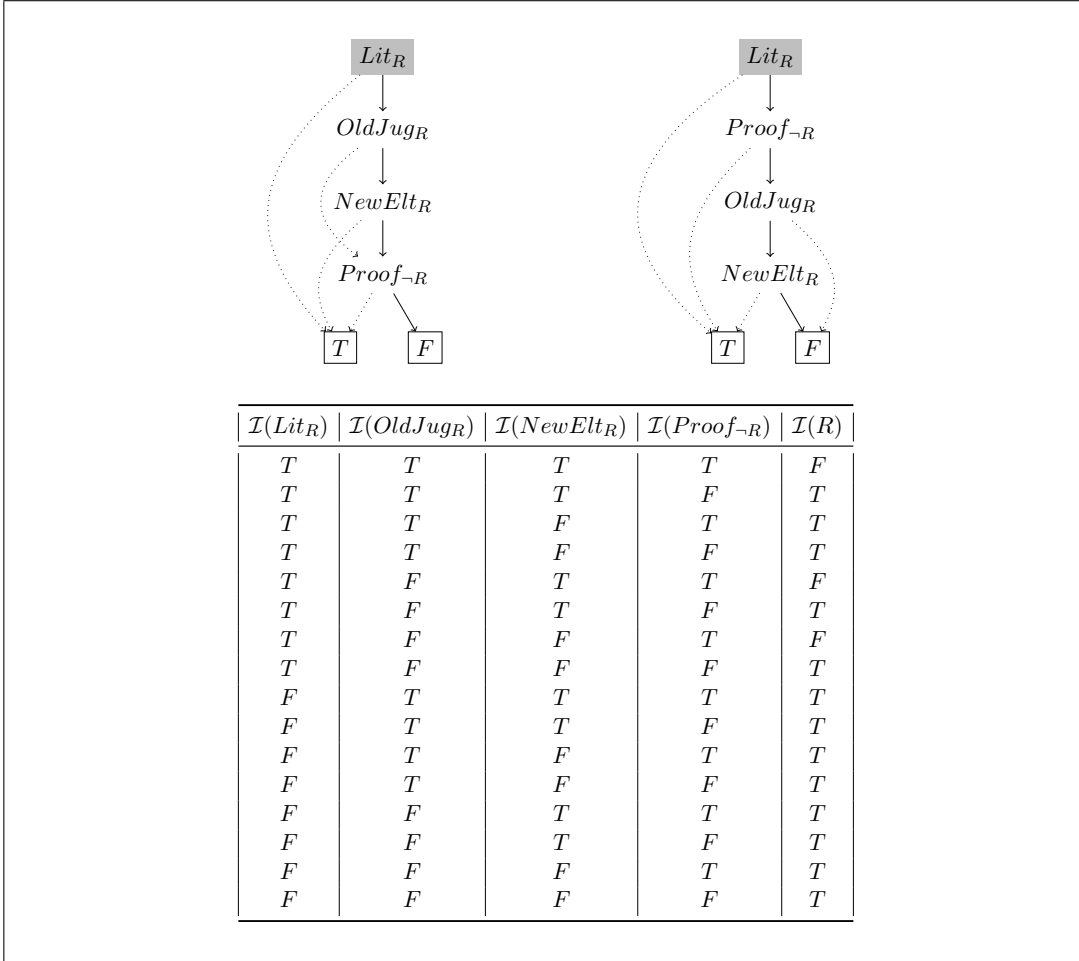 Lit_R Lit_R
OldJug_R Proof_¬R
NewElt_R OldJug_R
Proof_¬R NewElt_R
T F T F
I(Lit_R) I(OldJug_R) I(NewElt_R) I(Proof_¬R) I(R)
T T T T F
T T T F T
T T F T T
T T F F T
T F T T F
T F T F T
T F F T F
T F F F T
F T T T T
F T T F T
F T F T T
F T F F T
F F T T T
F F T F T
F F F T T
F F F F T